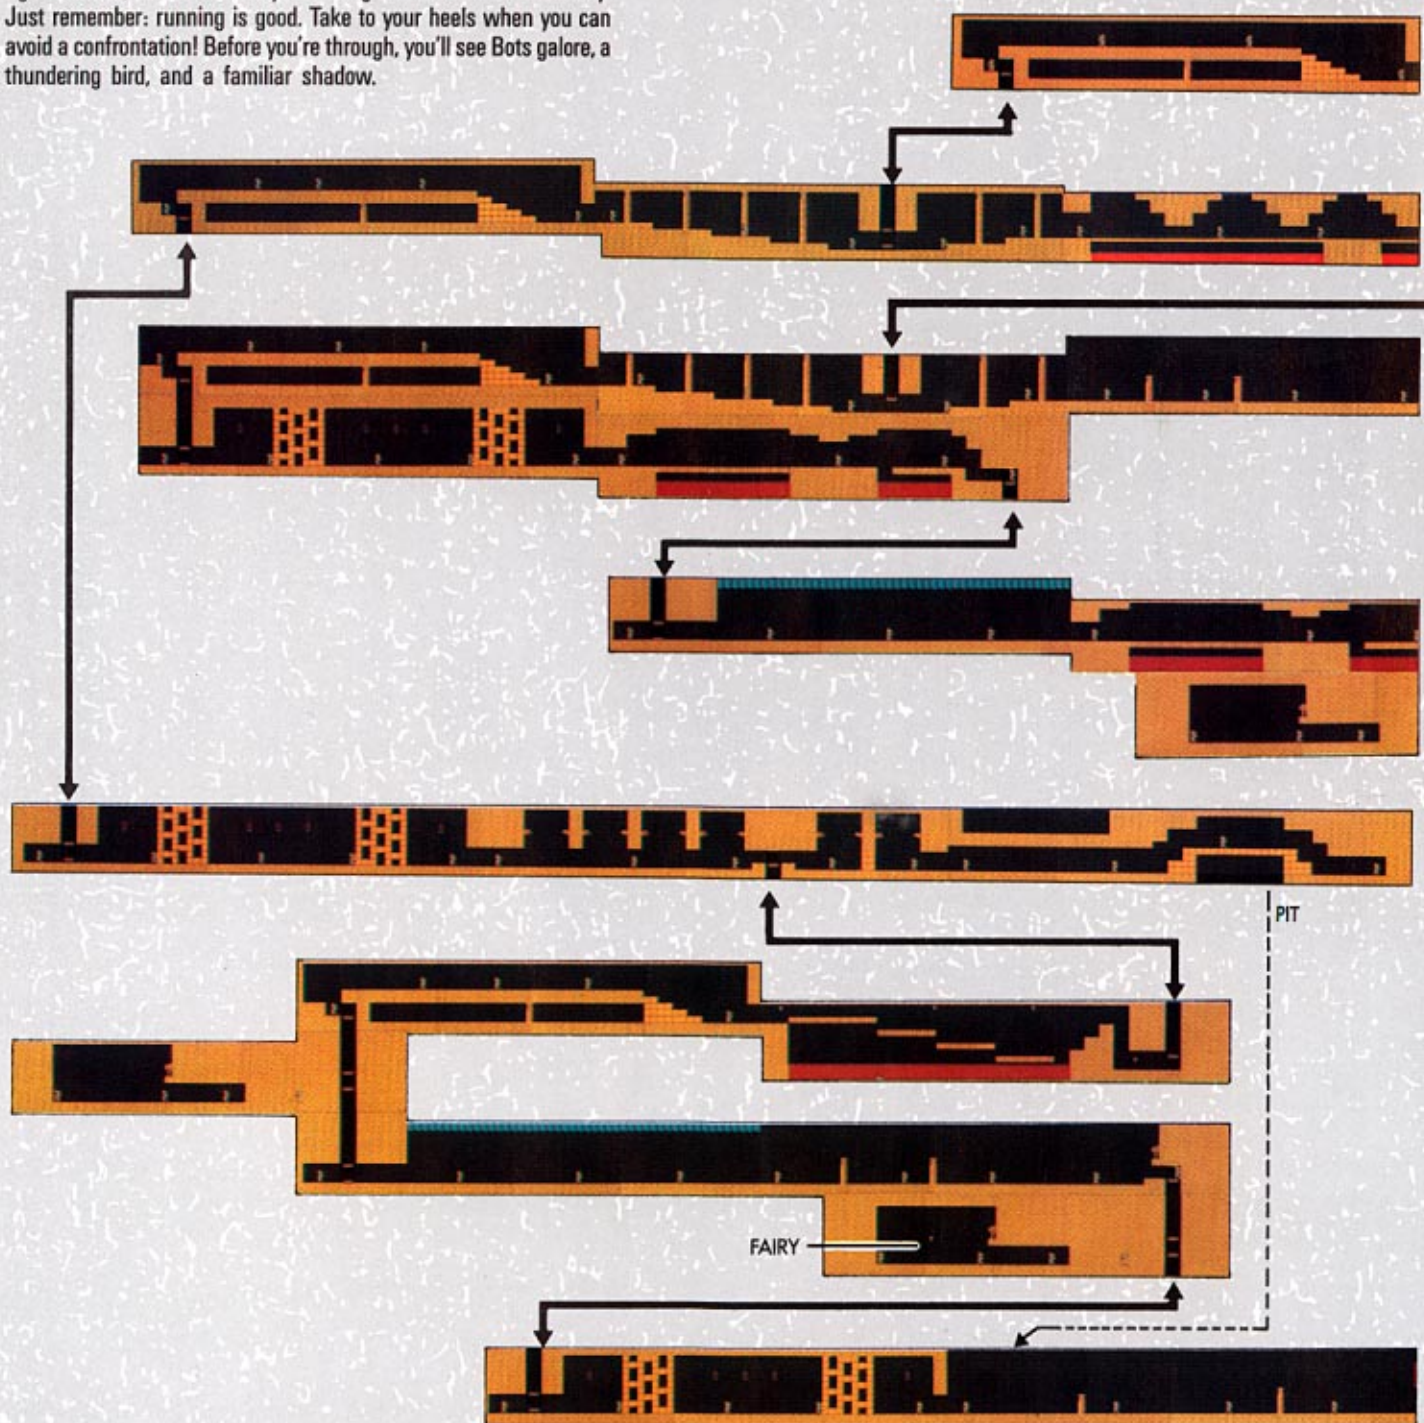 Just remember: running is good. Take to your heels when you can
avoid a confrontation! Before you're through, you'll see Bots galore, a
thundering bird, and a familiar shadow.
PIT
FAIRY